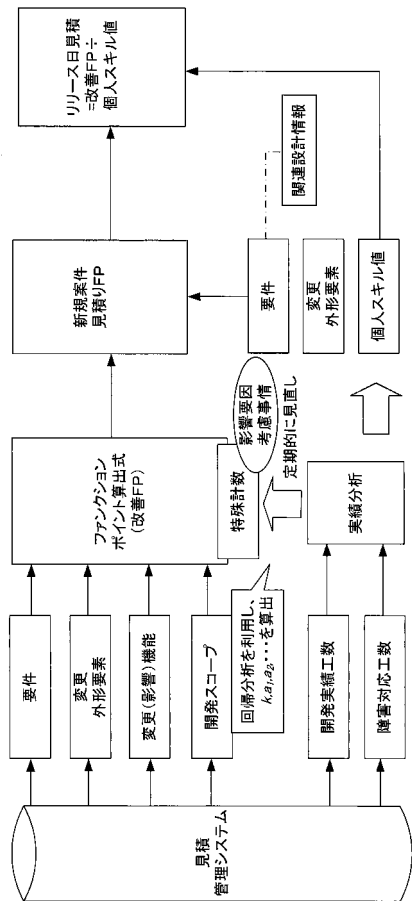 見積
管理システム
要件
変更
外形要素
変更(影響)機能
開発スコープ
開発実績工数
障害対応工数
ファンクション
ポイント算出式
(改善FP)
特殊計数
影響要因
考慮事情
定期的に見直し
回帰分析を利用し、
k,a₁,a₂,・・・を算出
実績分析
新規案件
見積りFP
要件
変更
外形要素
個人スキル値
関連設計情報
リリース日見積
=改善FP÷
個人スキル値